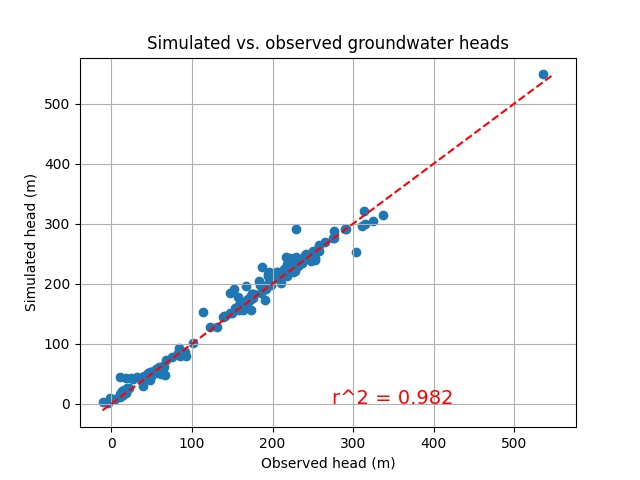 Simulated vs. observed groundwater heads
Simulated head (m)
500
400
300
200
100
0
r^2 = 0.982
0 100 200 300 400 500
Observed head (m)